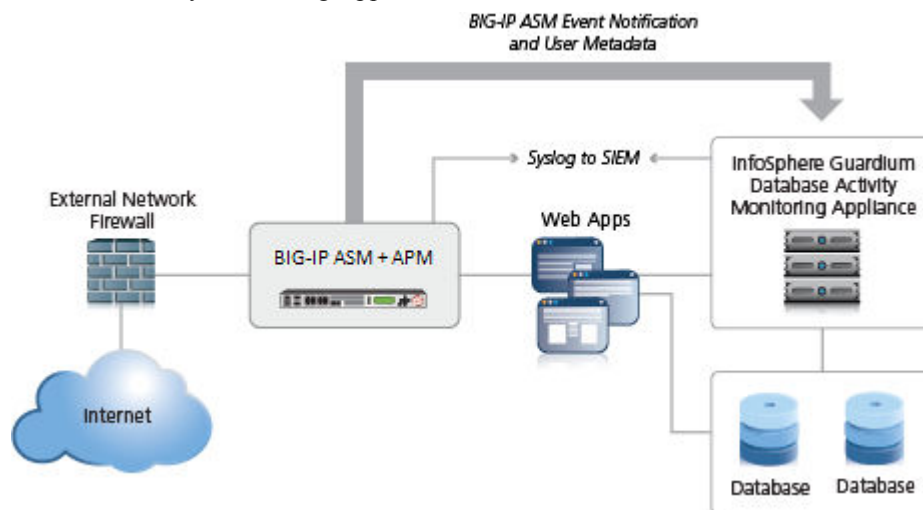 BIG-IP ASM Event Notification
and User Metadata
Syslog to SIEM
InfoSphere Guardium
Database Activity
Monitoring Appliance
External Network
Firewall
Web Apps
BIG-IP ASM + APM
Internet
Database
Database